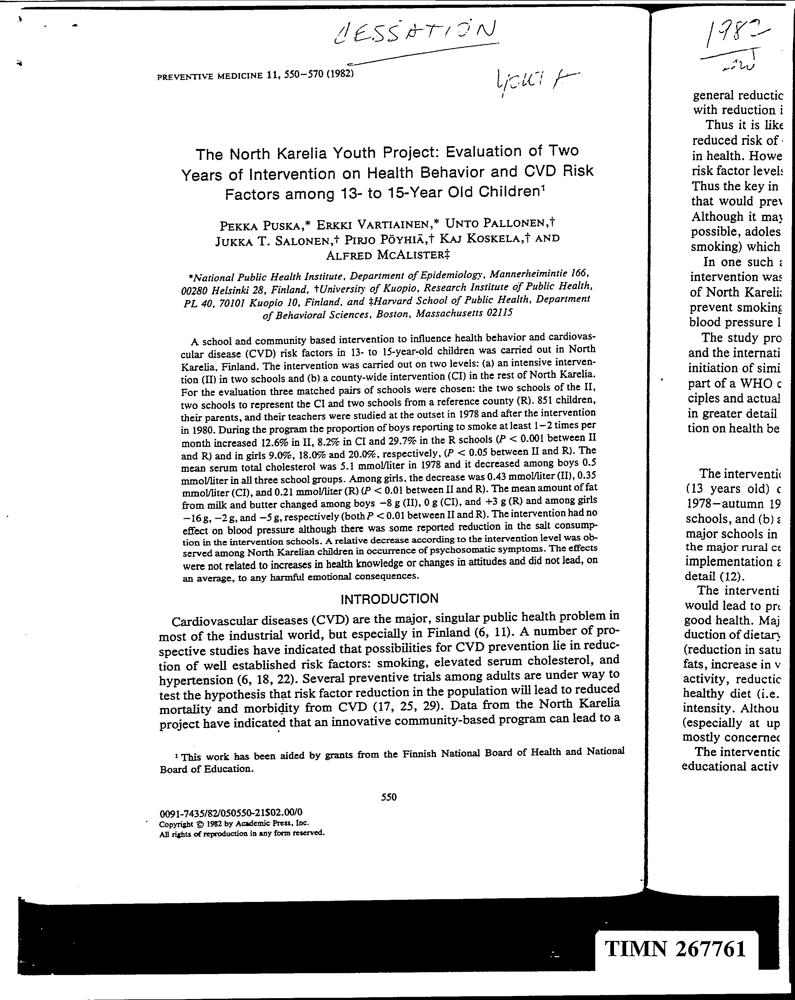 CESSATION
1982
PREVENTIVE MEDICINE 11, 550–570 (1982)
The North Karelia Youth Project: Evaluation of Two
Years of Intervention on Health Behavior and CVD Risk
Factors among 13- to 15-Year Old Children¹
PEKKA PUSKA,* ERKKI VARTIAINEN,* UNTO PALLONEN,†
JUKKA T. SALONEN,† PIRJO PÖYHIÄ,† KAJ KOSKELA,† AND
ALFRED MCALISTER‡
*National Public Health Institute, Department of Epidemiology, Mannerheimintie 166,
00280 Helsinki 28, Finland, †University of Kuopio, Research Institute of Public Health,
PL 40, 70101 Kuopio 10, Finland, and ‡Harvard School of Public Health, Department
of Behavioral Sciences, Boston, Massachusetts 02115
A school and community based intervention to influence health behavior and cardiovas-
cular disease (CVD) risk factors in 13- to 15-year-old children was carried out in North
Karelia, Finland. The intervention was carried out on two levels: (a) an intensive interven-
tion (II) in two schools and (b) a county-wide intervention (CI) in the rest of North Karelia.
For the evaluation three matched pairs of schools were chosen: the two schools of the II,
two schools to represent the CI and two schools from a reference county (R). 851 children,
their parents, and their teachers were studied at the outset in 1978 and after the intervention
in 1980. During the program the proportion of boys reporting to smoke at least 1–2 times per
month increased 12.6% in II, 8.2% in CI and 29.7% in the R schools (P < 0.001 between II
and R) and in girls 9.0%, 18.0% and 20.0%, respectively, (P < 0.05 between II and R). The
mean serum total cholesterol was 5.1 mmol/liter in 1978 and it decreased among boys 0.5
mmol/liter in all three school groups. Among girls, the decrease was 0.43 mmol/liter (II), 0.35
mmol/liter (CI), and 0.21 mmol/liter (R) (P < 0.01 between II and R). The mean amount of fat
from milk and butter changed among boys −8 g (II), 0 g (CI), and +3 g (R) and among girls
−16 g, −2 g, and −5 g, respectively (both P < 0.01 between II and R). The intervention had no
effect on blood pressure although there was some reported reduction in the salt consump-
tion in the intervention schools. A relative decrease according to the intervention level was ob-
served among North Karelian children in occurrence of psychosomatic symptoms. The effects
were not related to increases in health knowledge or changes in attitudes and did not lead, on
an average, to any harmful emotional consequences.
INTRODUCTION
Cardiovascular diseases (CVD) are the major, singular public health problem in
most of the industrial world, but especially in Finland (6, 11). A number of pro-
spective studies have indicated that possibilities for CVD prevention lie in reduc-
tion of well established risk factors: smoking, elevated serum cholesterol, and
hypertension (6, 18, 22). Several preventive trials among adults are under way to
test the hypothesis that risk factor reduction in the population will lead to reduced
mortality and morbidity from CVD (17, 25, 29). Data from the North Karelia
project have indicated that an innovative community-based program can lead to a
¹ This work has been aided by grants from the Finnish National Board of Health and National
Board of Education.
550
0091-7435/82/050550-21$02.00/0
Copyright © 1982 by Academic Press, Inc.
All rights of reproduction in any form reserved.
general reductio
with reduction i
Thus it is like
reduced risk of
in health. Howe
risk factor level
Thus the key in
that would prev
Although it may
possible, adoles
smoking) which
In one such
intervention was
of North Kareli
prevent smoking
blood pressure l
The study pro
and the internati
initiation of simi
part of a WHO c
ciples and actual
in greater detail
tion on health be
The interventi
(13 years old) c
1978–autumn 19
schools, and (b) a
major schools in
the major rural ce
implementation a
detail (12).
The interventi
would lead to pro
good health. Maj
duction of dietary
(reduction in satu
fats, increase in v
activity, reductio
healthy diet (i.e.
intensity. Althou
(especially at up
mostly concerned
The interventio
educational activ
TIMN 267761